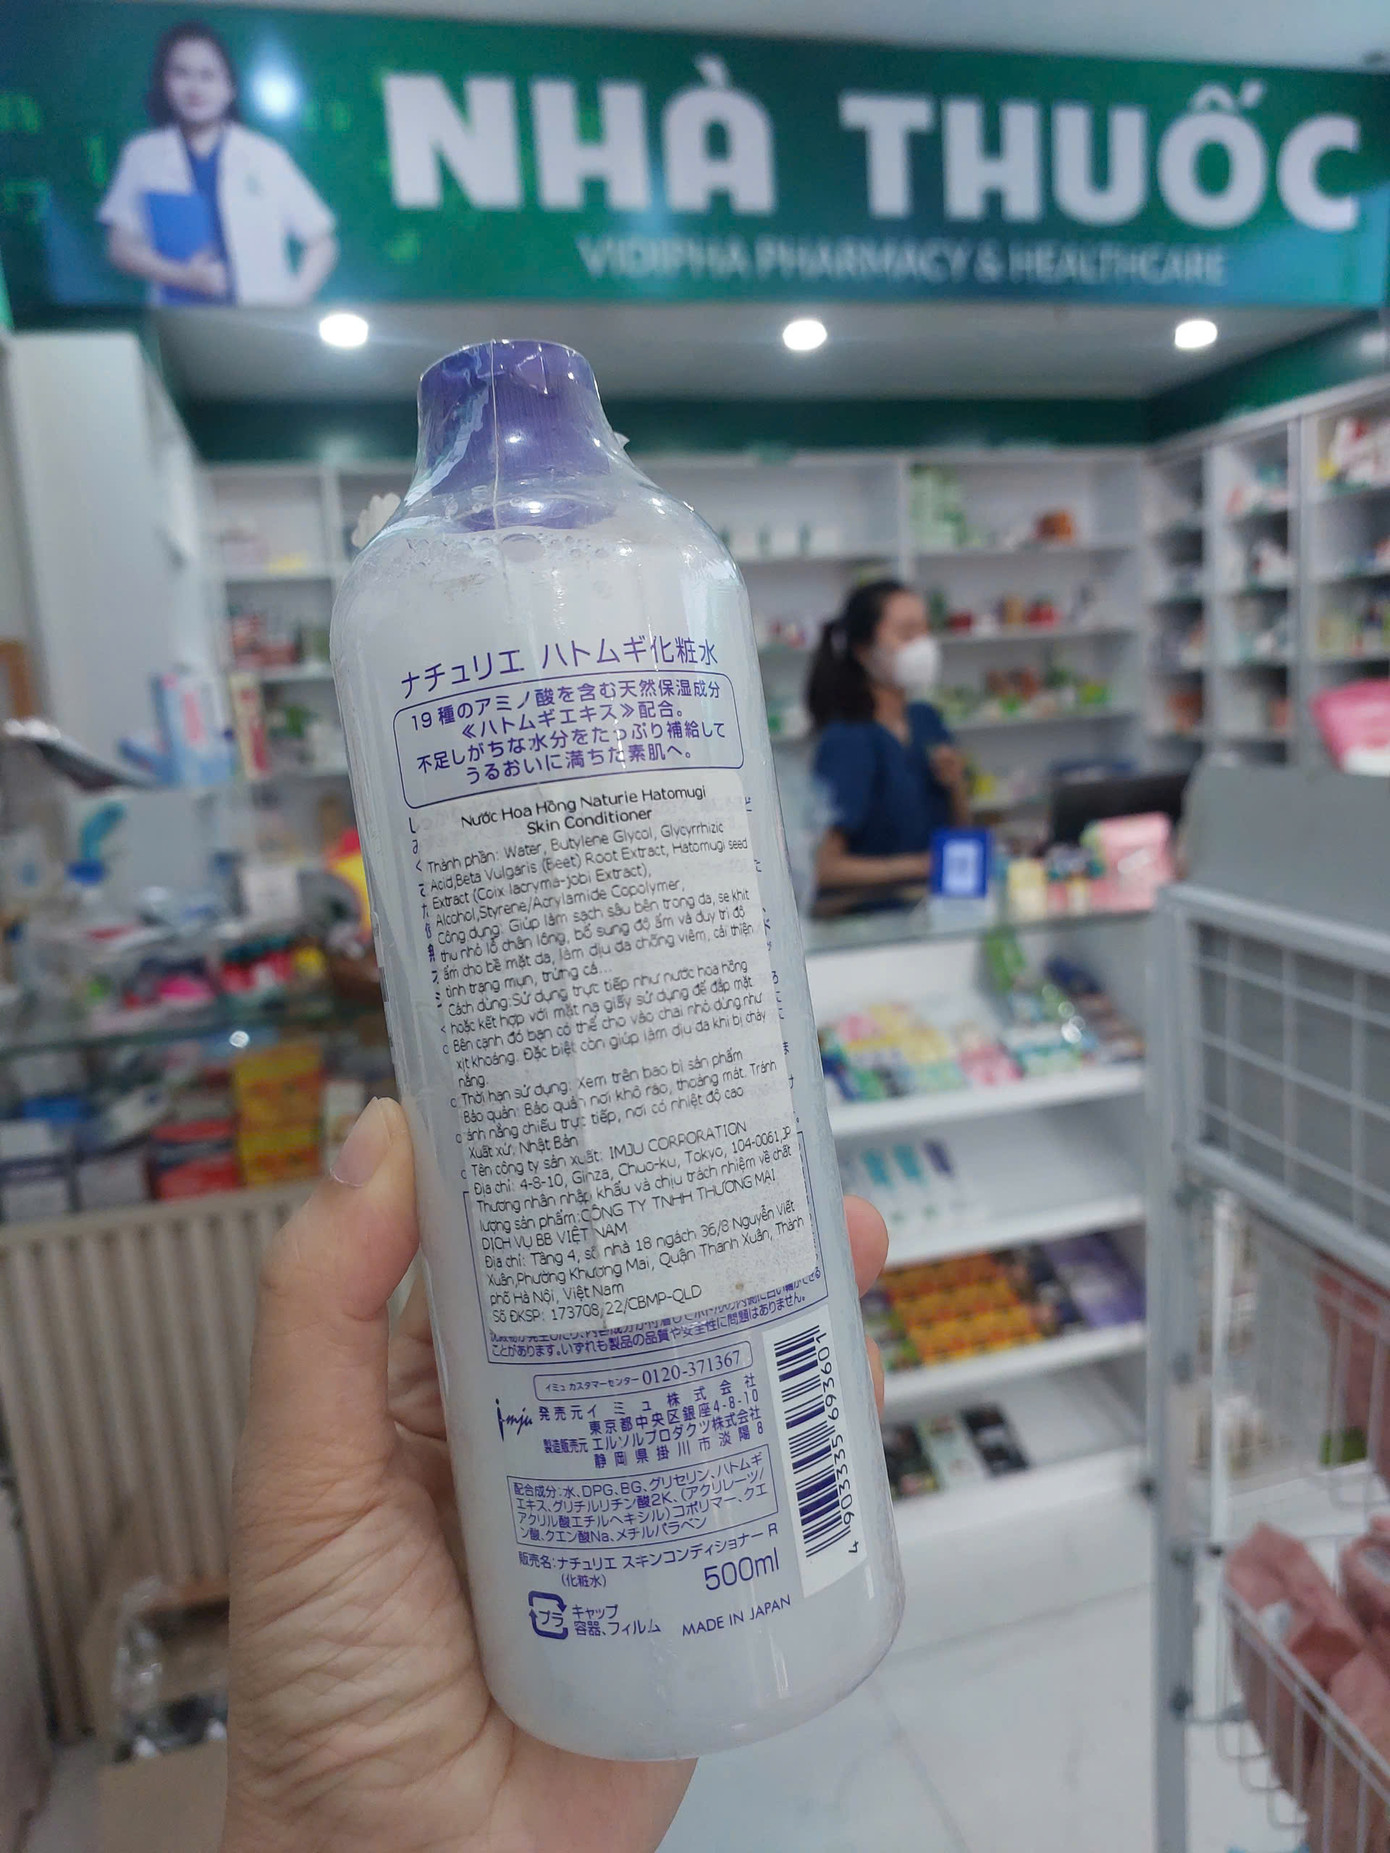 NHÀ THUỐC
VIDIPHA PHARMACY & HEALTHCARE
ナチュリエ ハトムギ化粧水
19種のアミノ酸を含む天然保湿成分
≪ハトムギエキス≫配合。
不足しがちな水分をたっぷり補給して
うるおいに満ちた素肌へ。
Nước Hoa Hồng Naturie Hatomugi
Skin Conditioner
Thành phần: Water, Butylene Glycol, Glycyrrhizic
Acid,Beta Vulgaris (Beet) Root Extract, Hatomugi seed
Extract (Coix lacryma-jobi Extract),
Alcohol,Styrene/Acrylamide Copolymer,
Công dụng: Giúp làm sạch sâu bên trong da, se khít
thu nhỏ lỗ chân lông, bổ sung độ ẩm và duy trì độ
ẩm cho bề mặt da, làm dịu da chống viêm, cải thiện
tình trạng mụn, trứng cá...
Cách dùng:Sử dụng trực tiếp như nước hoa hồng
hoặc kết hợp với mặt nạ giấy sử dụng để đắp mặt
Bên cạnh đó bạn có thể cho vào chai nhỏ dùng như
xịt khoáng. Đặc biệt còn giúp làm dịu da khi bị cháy
nắng.
Thời hạn sử dụng: Xem trên bao bì sản phẩm
Bảo quản: Bảo quản nơi khô ráo, thoáng mát. Tránh
ánh nắng chiếu trực tiếp, nơi có nhiệt độ cao
Xuất xứ: Nhật Bản
Tên công ty sản xuất: IMJU CORPORATION
Địa chỉ: 4-8-10, Ginza, Chuo-ku, Tokyo, 104-0061,JP
Thương nhân nhập khẩu và chịu trách nhiệm về chất
lượng sản phẩm:CÔNG TY TNHH THƯƠNG MẠI
DỊCH VỤ BB VIỆT NAM
Địa chỉ: Tầng 4, số nhà 18 ngách 36/8 Nguyễn Viết
Xuân,Phường Khương Mai, Quận Thanh Xuân, Thành
phố Hà Nội, Việt Nam
Số ĐKSP: 173708/22/CBMP-QLD
ことがあります。いずれも製品の品質や安全性に問題はありません。
イミュ カスタマーセンター 0120-371367
imju 発売元 イミュ株式会社
東京都中央区銀座4-8-10
製造販売元 エルソルプロダクツ株式会社
静岡県掛川市淡陽8
配合成分:水、DPG、BG、グリセリン、ハトムギ
エキス、グリチルリチン酸2K、(アクリレーツ/
アクリル酸エチルヘキシル)コポリマー、クエ
ン酸、クエン酸Na、メチルパラベン
販売名:ナチュリエ スキンコンディショナー R
(化粧水)
500ml
プラ
キャップ
容器、フィルム
MADE IN JAPAN
4 903335 693601